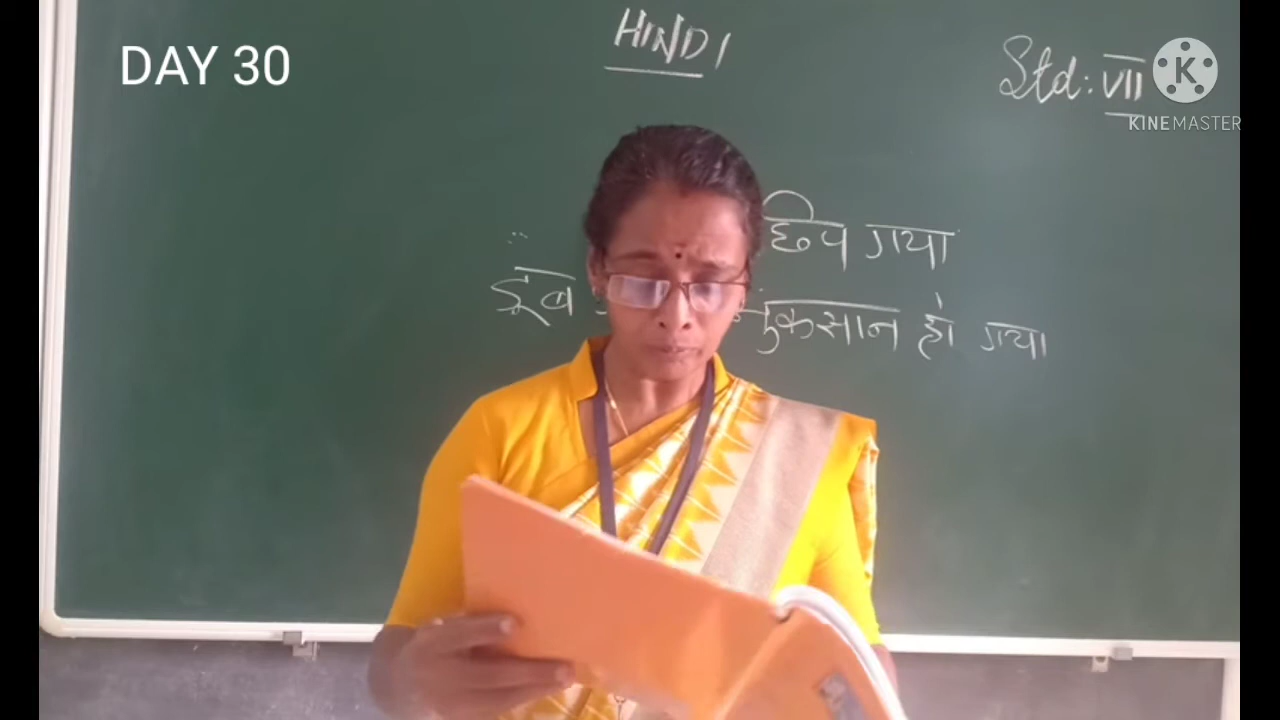 DAY 30
HINDI
Std: VII
KINEMASTER
छिप गया
डूब
नुकसान हो गया